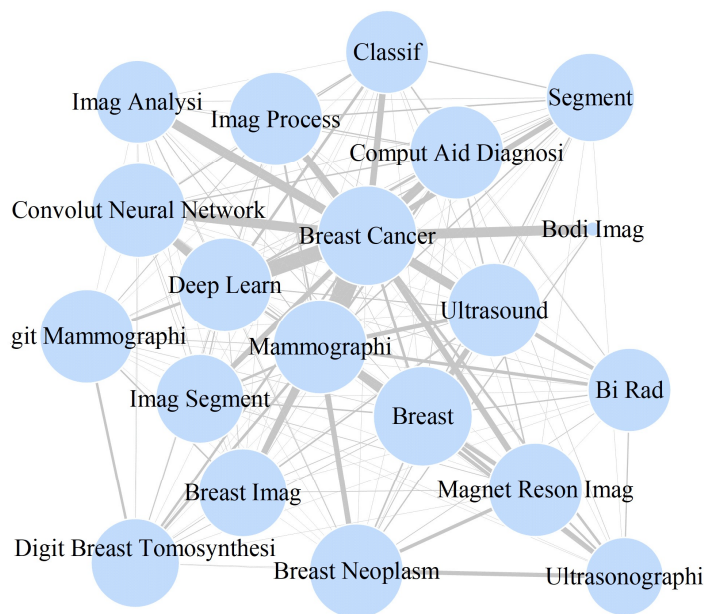 Classif
Imag Analysi
Segment
Imag Process
Comput Aid Diagnosi
Convolut Neural Network
Breast Cancer
Bodi Imag
Deep Learn
Ultrasound
git Mammographi
Mammographi
Imag Segment
Bi Rad
Breast
Breast Imag
Magnet Reson Imag
Digit Breast Tomosynthesi
Breast Neoplasm
Ultrasonographi